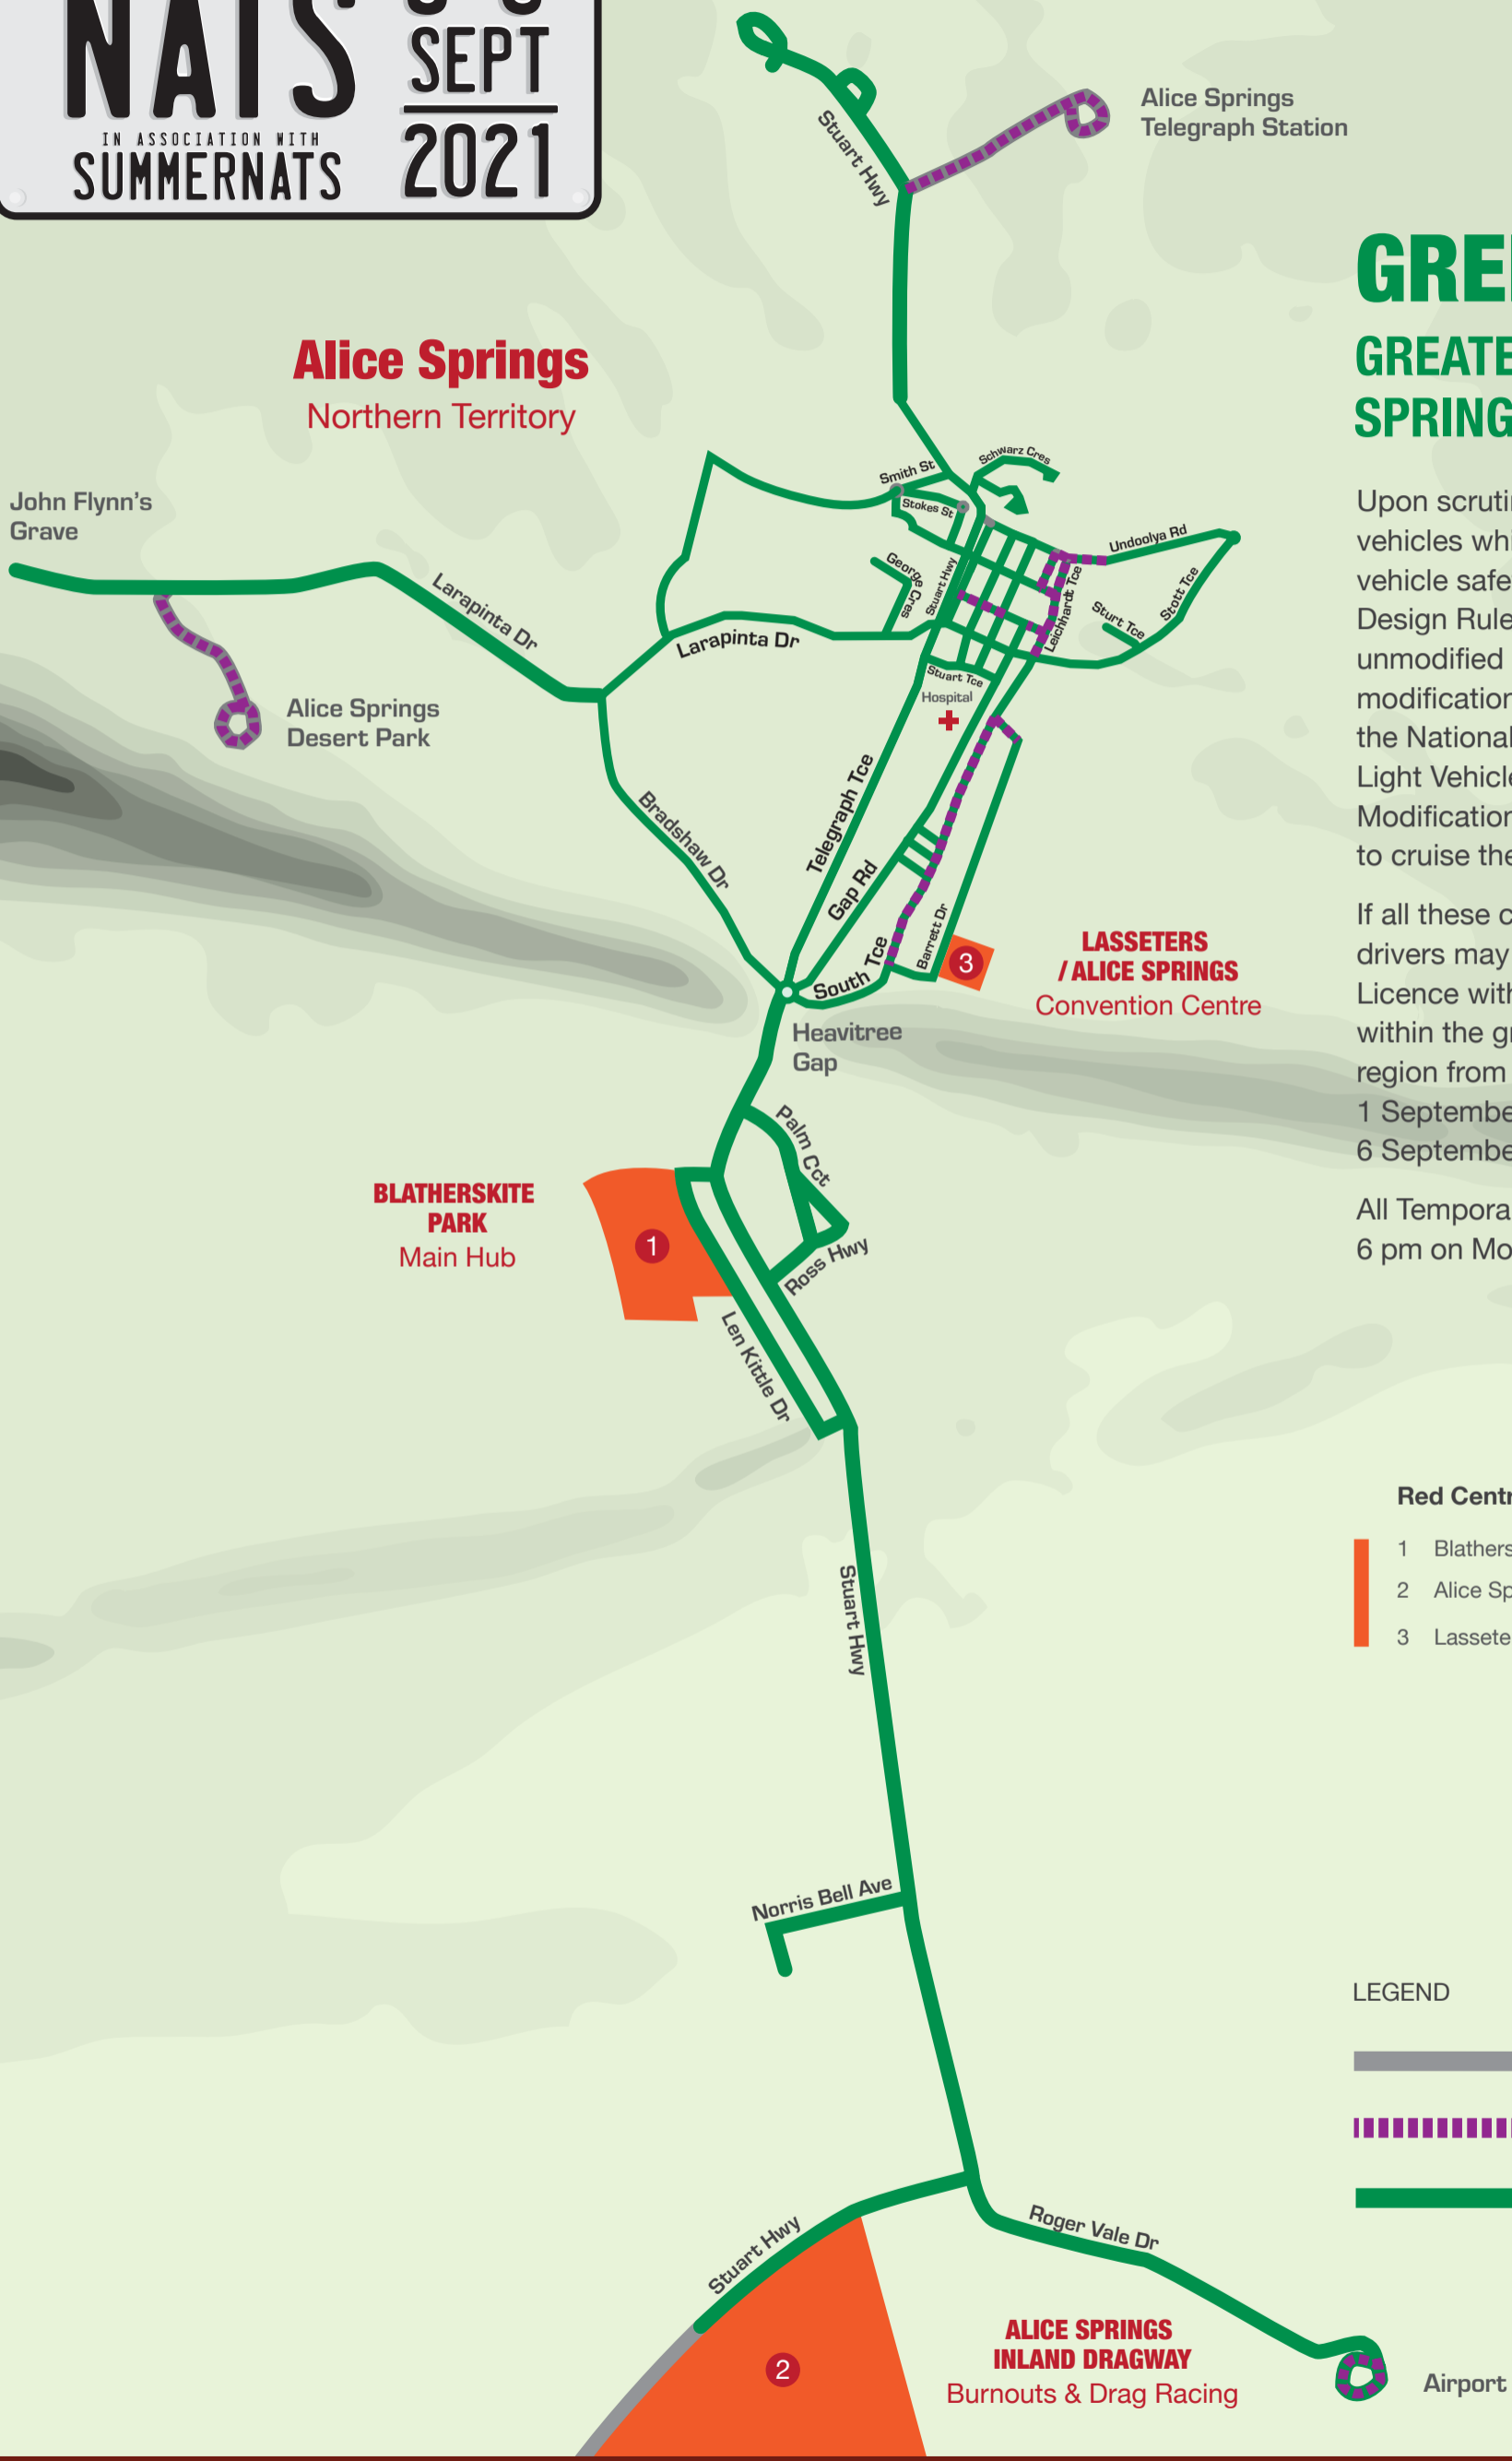 NATS
SEPT
2021
IN ASSOCIATION WITH
SUMMERNATS
Alice Springs
Telegraph Station
Stuart Hwy
Alice Springs
Northern Territory
John Flynn's
Grave
Larapinta Dr
Alice Springs
Desert Park
Smith St
Schwarz Cres
Stokes St
Undoolya Rd
George Cres
Stuart Hwy
Leichhardt Tce
Sturt Tce
Stott Tce
Larapinta Dr
Stuart Tce
Hospital
Telegraph Tce
Bradshaw Dr
Gap Rd
Barrett Dr
South Tce
3
LASSETERS
/ ALICE SPRINGS
Convention Centre
Heavitree
Gap
Palm Cct
BLATHERSKITE
PARK
Main Hub
1
Ross Hwy
Len Kittle Dr
Stuart Hwy
Norris Bell Ave
Stuart Hwy
Roger Vale Dr
ALICE SPRINGS
INLAND DRAGWAY
Burnouts & Drag Racing
2
Airport
GRE
GREATE
SPRING
Upon scruti
vehicles whi
vehicle safe
Design Rule
unmodified
modification
the National
Light Vehicle
Modification
to cruise the
If all these c
drivers may
Licence with
within the gr
region from
1 Septembe
6 Septembe
All Tempora
6 pm on Mo
Red Centr
1 Blathers
2 Alice Sp
3 Lassete
LEGEND